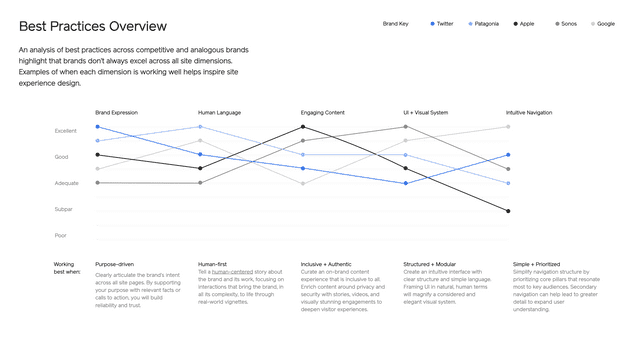 Best Practices Overview
Brand Key
Twitter
Patagonia
Apple
Sonos
Google
An analysis of best practices across competitive and analogous brands
highlight that brands don't always excel across all site dimensions.
Examples of when each dimension is working well helps inspire site
experience design.
Brand Expression
Human Language
Engaging Content
UI + Visual System
Intuitive Navigation
Excellent
Good
Adequate
Subpar
Poor
Working
best when:
Purpose-driven
Clearly articulate the brand's intent
across all site pages. By supporting
your purpose with relevant facts or
calls to action, you will build
reliability and trust.
Human-first
Tell a human-centered story about
the brand and its work, focusing on
interactions that bring the brand, in
all its complexity, to life through
real-world vignettes.
Inclusive + Authentic
Curate an on-brand content
experience that is inclusive to all.
Enrich content around privacy and
security with stories, videos, and
visually stunning engagements to
deepen visitor experiences.
Structured + Modular
Create an intuitive interface with
clear structure and simple language.
Framing UI in natural, human terms
will magnify a considered and
elegant visual system.
Simple + Prioritized
Simplify navigation structure by
prioritizing core pillars that resonate
most to key audiences. Secondary
navigation can help lead to greater
detail to expand user
understanding.